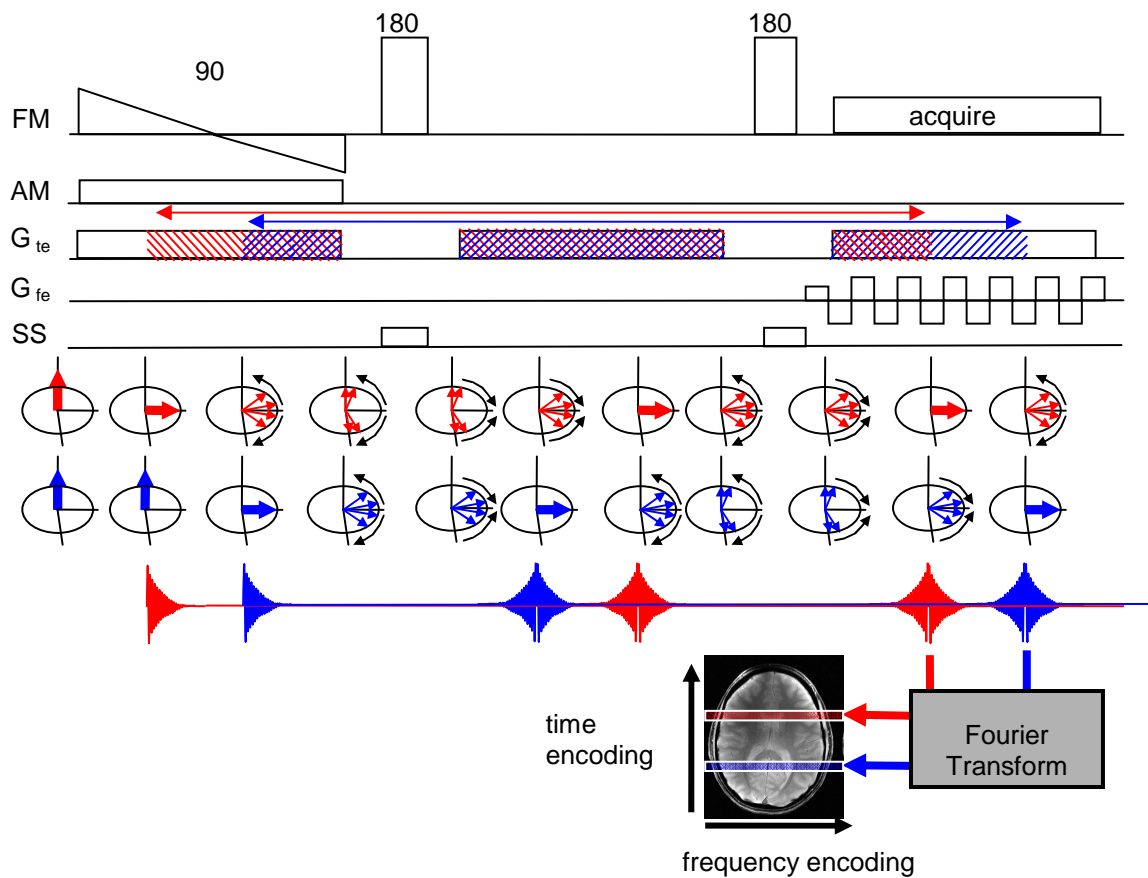 180
180
90
FM
acquire
AM
G te
G fe
SS
time
encoding
Fourier
Transform
frequency encoding